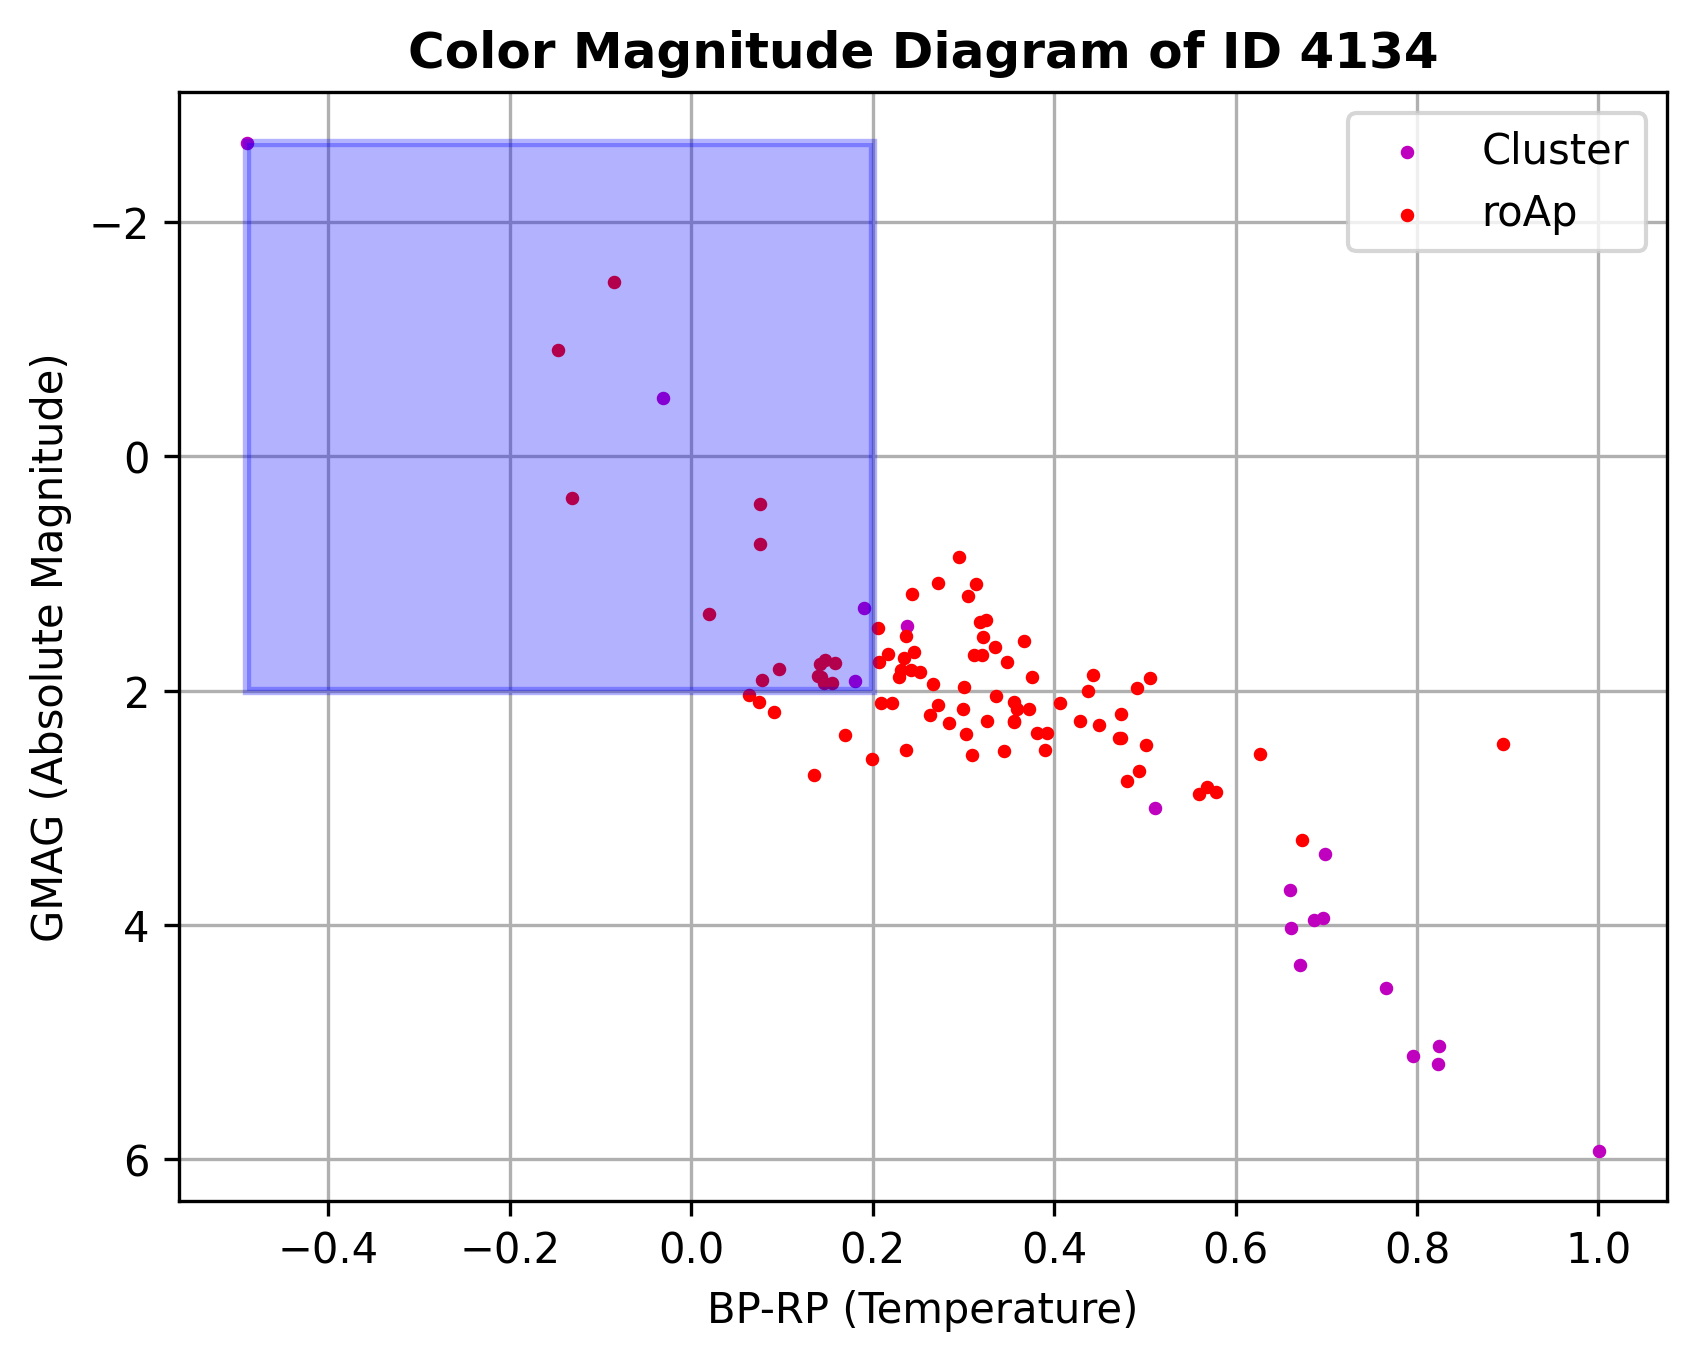 Color Magnitude Diagram of ID 4134
Cluster
roAp
GMAG (Absolute Magnitude)
−2
0
2
4
6
−0.4 −0.2 0.0 0.2 0.4 0.6 0.8 1.0
BP-RP (Temperature)